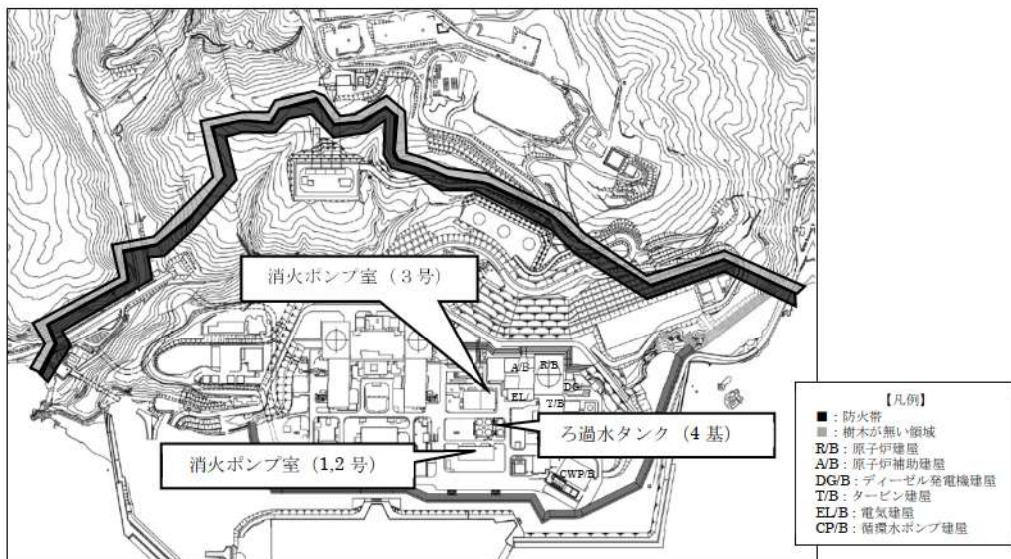 消火ポンプ室（３号）
A/B
R/B
DG/
EL/
T/B
ろ過水タンク（4 基）
消火ポンプ室（1,2 号）
CWP/B
【凡例】
■：防火帯
■：樹木が無い領域
R/B：原子炉建屋
A/B：原子炉補助建屋
DG/B：ディーゼル発電機建屋
T/B：タービン建屋
EL/B：電気建屋
CP/B：循環水ポンプ建屋